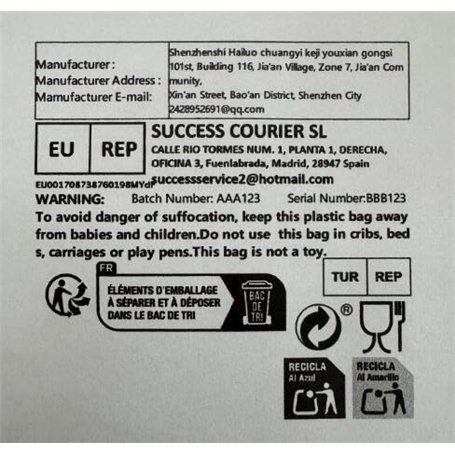 Manufacturer :
Shenzhenshi Hailuo chuangyi keji youxian gongsi
Manufacturer Address :
101st, Building 116, Jia'an Village, Zone 7, Jia'an Com
munity,
Mamufacturer E-mail:
Xin'an Street, Bao'an District, Shenzhen City
2428952691@qq.com
EU REP
SUCCESS COURIER SL
CALLE RIO TORMES NUM. 1, PLANTA 1, DERECHA,
OFICINA 3, Fuenlabrada, Madrid, 28947 Spain
EU001708738760198MYdP
successservice2@hotmail.com
WARNING: Batch Number: AAA123 Serial Number:BBB123
To avoid danger of suffocation, keep this plastic bag away
from babies and children.Do not use this bag in cribs, bed
s, carriages or play pens.This bag is not a toy.
FR
ÉLÉMENTS D'EMBALLAGE
À SÉPARER ET À DÉPOSER
DANS LE BAC DE TRI
BAC
DE
TRI
TUR REP
®
RECICLA
Al Azul
RECICLA
Al Amarillo